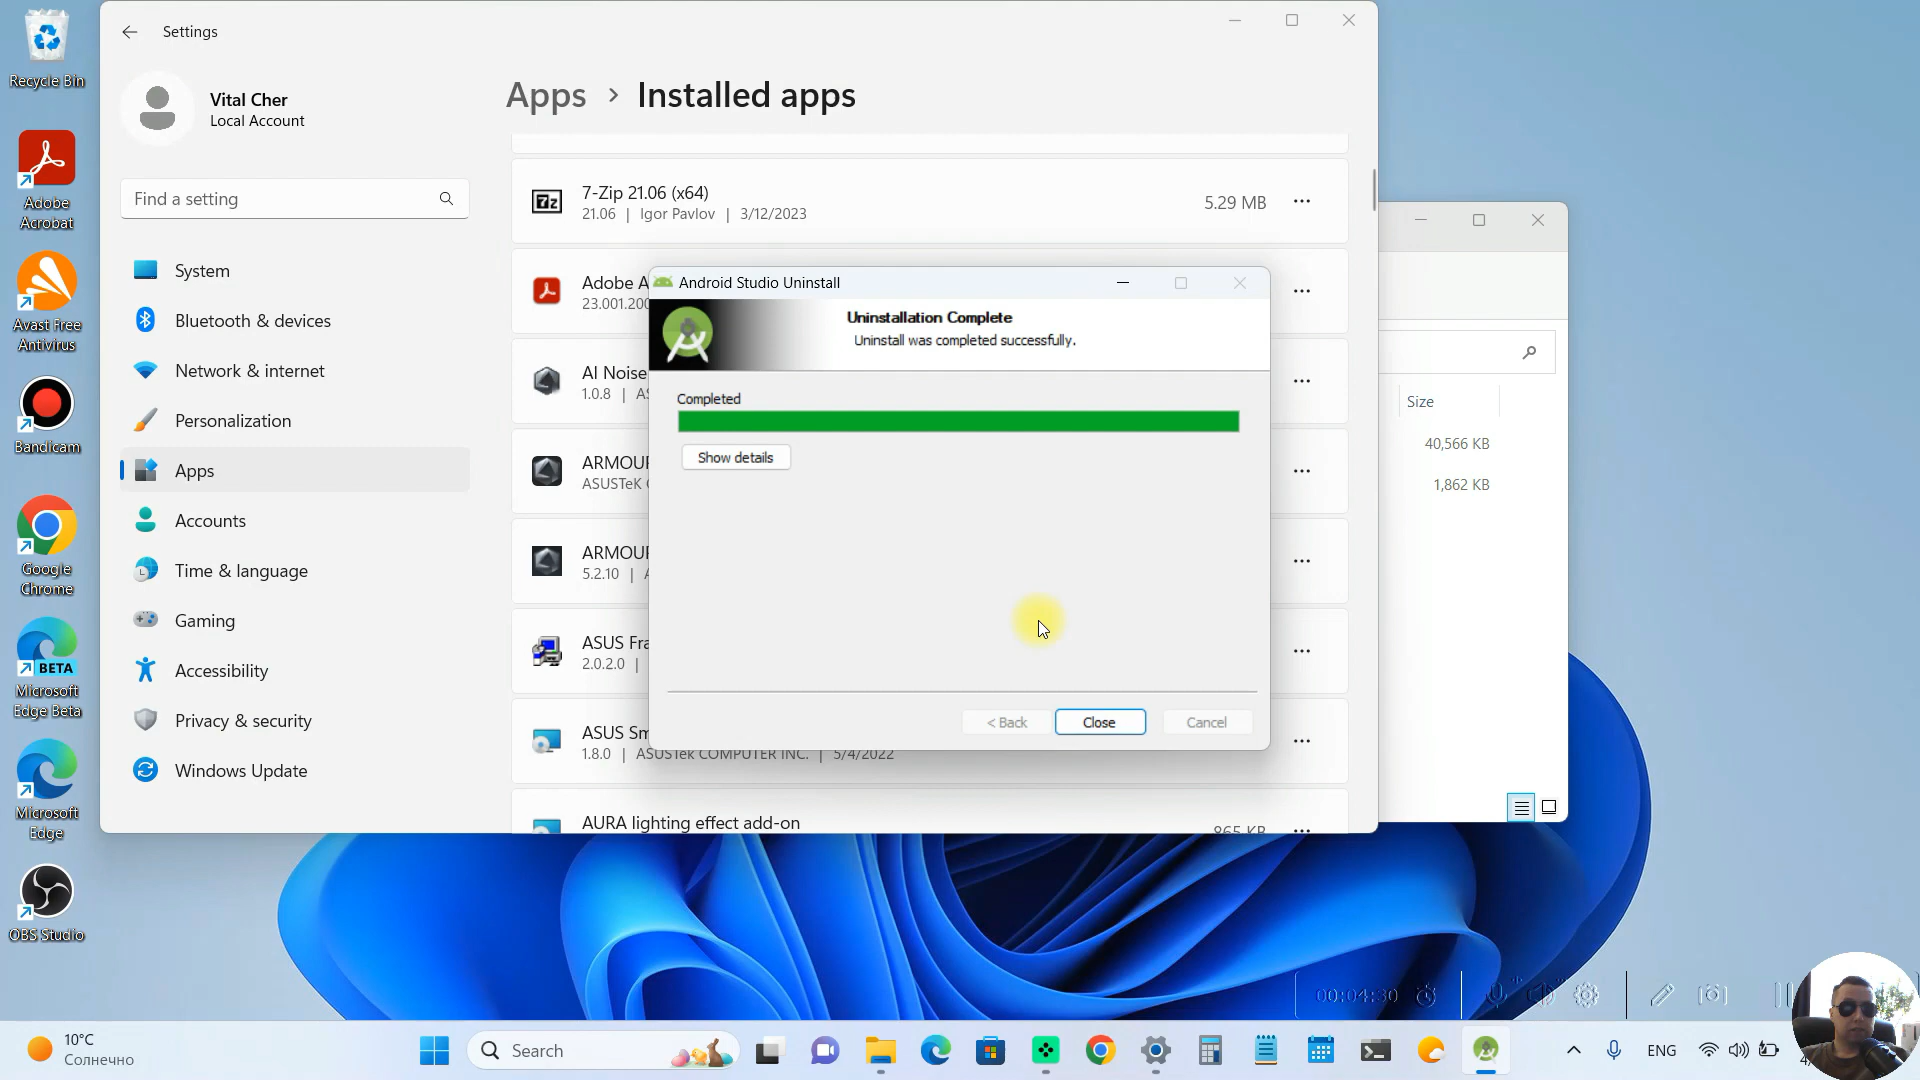 Recycle Bin
Adobe
Acrobat
Avast Free
Antivirus
Bandicam
Google
Chrome
BETA
Microsoft
Edge Beta
Microsoft
Edge
OBS Studio
Settings
Vital Cher
Local Account
Find a setting
System
Bluetooth & devices
Network & internet
Personalization
Apps
Accounts
Time & language
Gaming
Accessibility
Privacy & security
Windows Update
Apps > Installed apps
7z
7-Zip 21.06 (x64)
21.06 | Igor Pavlov | 3/12/2023
5.29 MB
Adobe A
23.001.200
AI Noise
1.0.8 | AS
ARMOUR
ASUSTeK C
ARMOUR
5.2.10 |
ASUS Fra
2.0.2.0 |
ASUS Sm
1.8.0 | ASUSTek COMPUTER INC. | 5/4/2022
AURA lighting effect add-on
865 KB
Android Studio Uninstall
Uninstallation Complete
Uninstall was completed successfully.
Completed
Show details
< Back
Close
Cancel
Size
40,566 KB
1,862 KB
00:04:30
10°C
Солнечно
Search
ENG